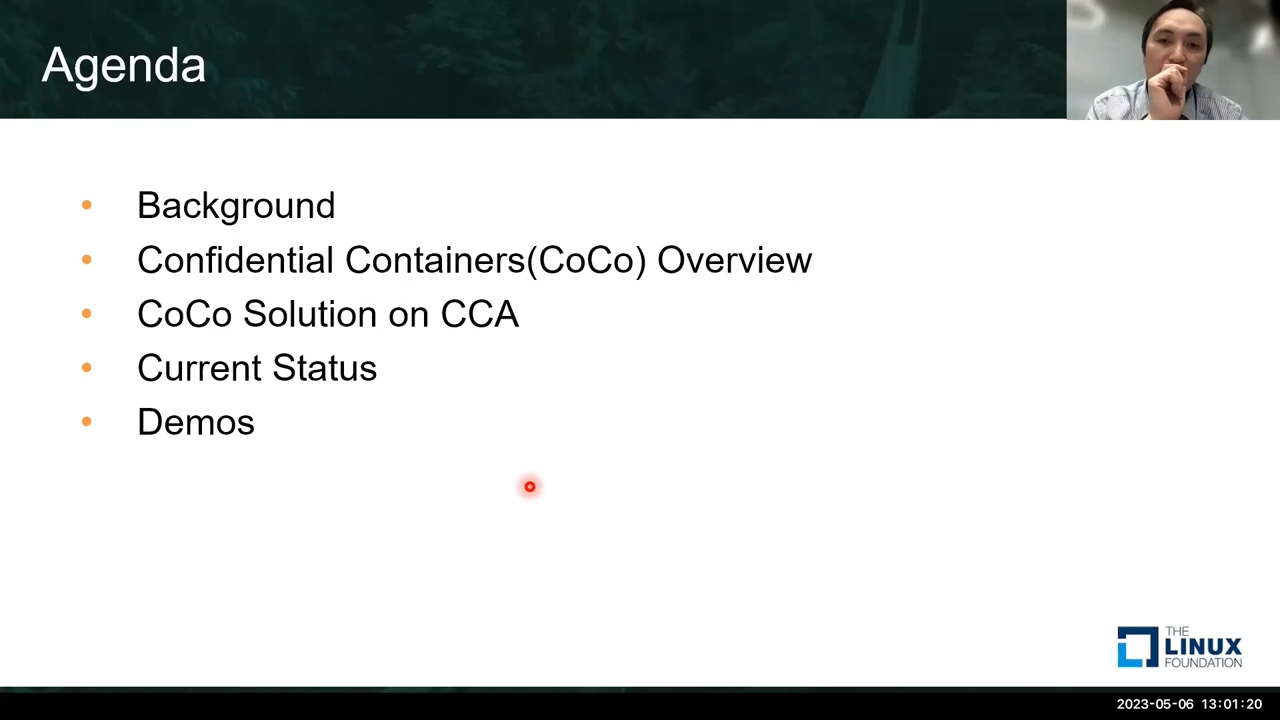 Agenda
• Background
• Confidential Containers(CoCo) Overview
• CoCo Solution on CCA
• Current Status
• Demos
THE
LINUX
FOUNDATION
2023-05-06 13:01:20